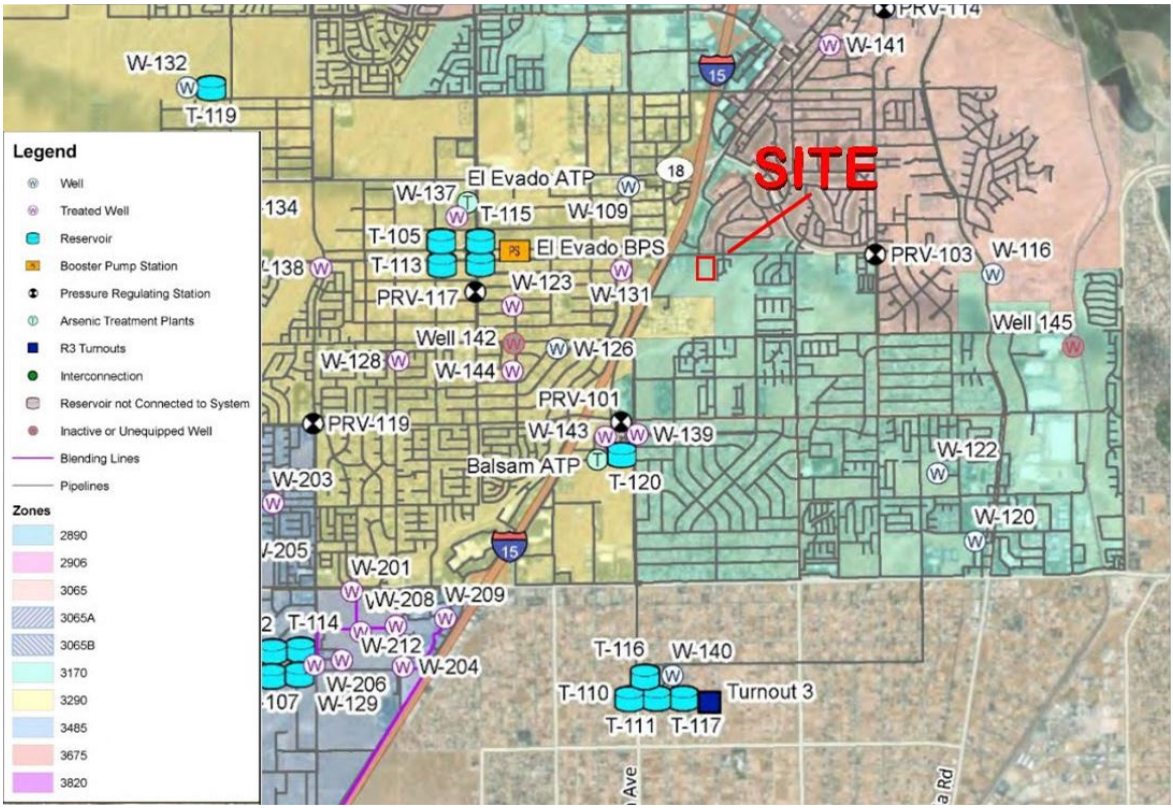 PRV-114
W-141
15
W-132
T-119
Legend
W Well
W Treated Well
Reservoir
PS Booster Pump Station
Pressure Regulating Station
T Arsenic Treatment Plants
R3 Turnouts
Interconnection
Reservoir not Connected to System
W Inactive or Unequipped Well
Blending Lines
Pipelines
Zones
2890
2906
3065
3065A
3065B
3170
3290
3485
3675
3820
SITE
18
El Evado ATP
W-137
T-115
W-109
-134
T-105
PS
El Evado BPS
T-113
-138
PRV-117
W-123
W-131
PRV-103
W-116
Well 142
W-126
Well 145
W-128
W-144
PRV-101
PRV-119
W-143
W-139
Balsam ATP
T-120
W-122
W-203
W-120
-205
15
W-201
W-208
W-209
T-114
W-212
W-204
W-206
-107
W-129
T-116
W-140
T-110
Turnout 3
T-111
T-117
Ave
Rd